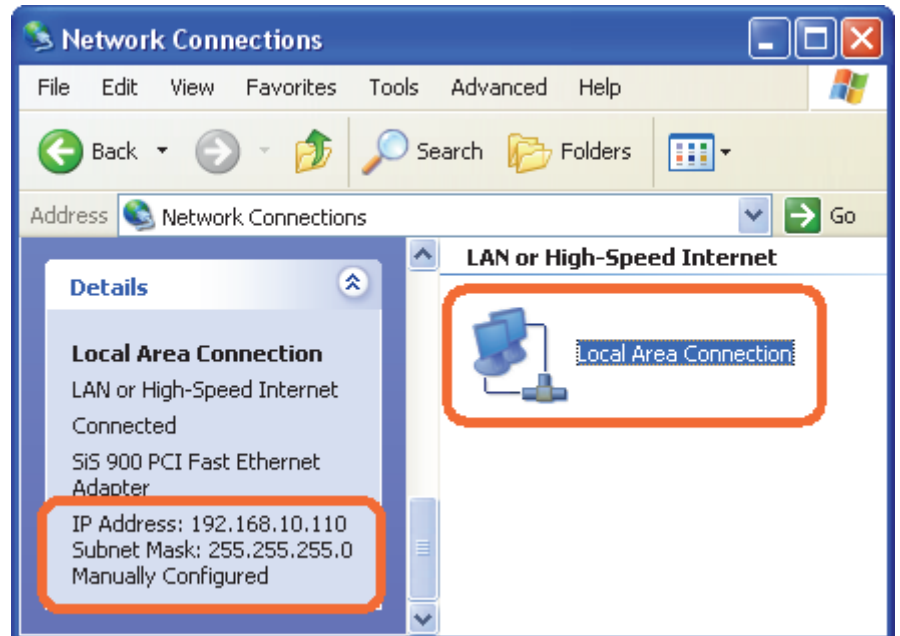 Network Connections
File Edit View Favorites Tools Advanced Help
Back Search Folders
Address Network Connections Go
Details
Local Area Connection
LAN or High-Speed Internet
Connected
SiS 900 PCI Fast Ethernet
Adapter
IP Address: 192.168.10.110
Subnet Mask: 255.255.255.0
Manually Configured
LAN or High-Speed Internet
Local Area Connection